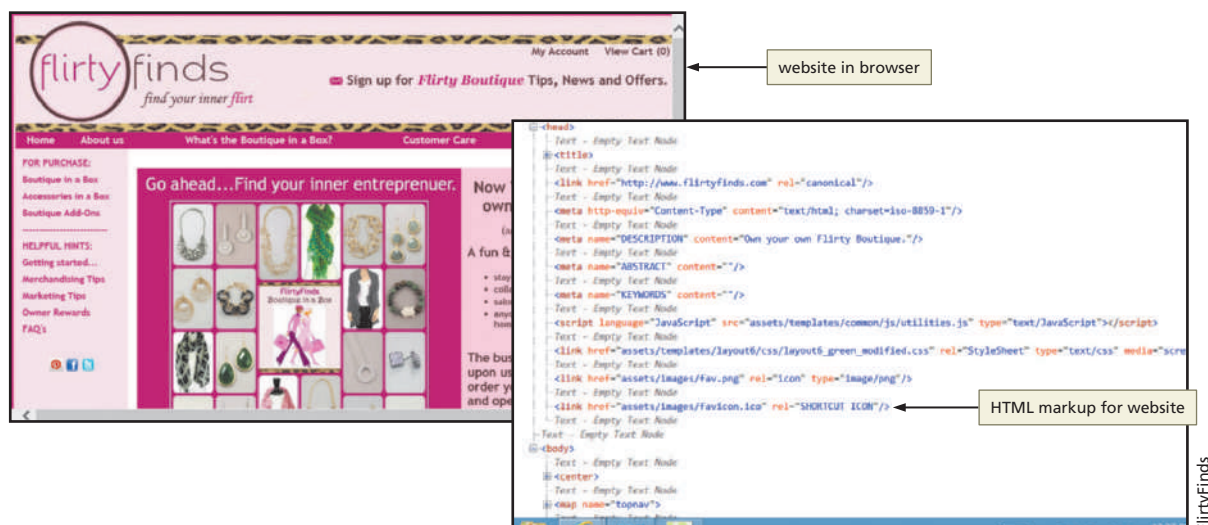 flirty finds
find your inner flirt
My Account View Cart (0)
Sign up for Flirty Boutique Tips, News and Offers.
Home About us What's the Boutique in a Box? Customer Care
FOR PURCHASE:
Boutique in a Box
Accessories in a Box
Boutique Add-Ons
------------------------
HELPFUL HINTS:
Getting started...
Merchandising Tips
Marketing Tips
Owner Rewards
FAQ's
Go ahead...Find your inner entreprenuer.
FlirtyFinds
Boutique in a Box
Now
own
A fun &
stay
The bus
upon us
order yo
and ope
website in browser
<head>
Text - Empty Text Node
<title>
Text - Empty Text Node
<link href="http://www.flirtyfinds.com" rel="canonical"/>
Text - Empty Text Node
<meta http-equiv="Content-Type" content="text/html; charset=iso-8859-1"/>
Text - Empty Text Node
<meta name="DESCRIPTION" content="Own your own Flirty Boutique."/>
Text - Empty Text Node
<meta name="ABSTRACT" content=""/>
Text - Empty Text Node
<meta name="KEYWORDS" content=""/>
Text - Empty Text Node
<script language="JavaScript" src="assets/templates/common/js/utilities.js" type="text/JavaScript"></script>
Text - Empty Text Node
<link href="assets/templates/layout6/css/layout6_green_modified.css" rel="StyleSheet" type="text/css" media="scre
Text - Empty Text Node
<link href="assets/images/fav.png" rel="icon" type="image/png"/>
Text - Empty Text Node
<link href="assets/images/favicon.ico" rel="SHORTCUT ICON"/>
Text - Empty Text Node
Text - Empty Text Node
<body>
Text - Empty Text Node
<center>
Text - Empty Text Node
<map name="topnav">
Text - Empty Text Node
HTML markup for website
lirtyFinds